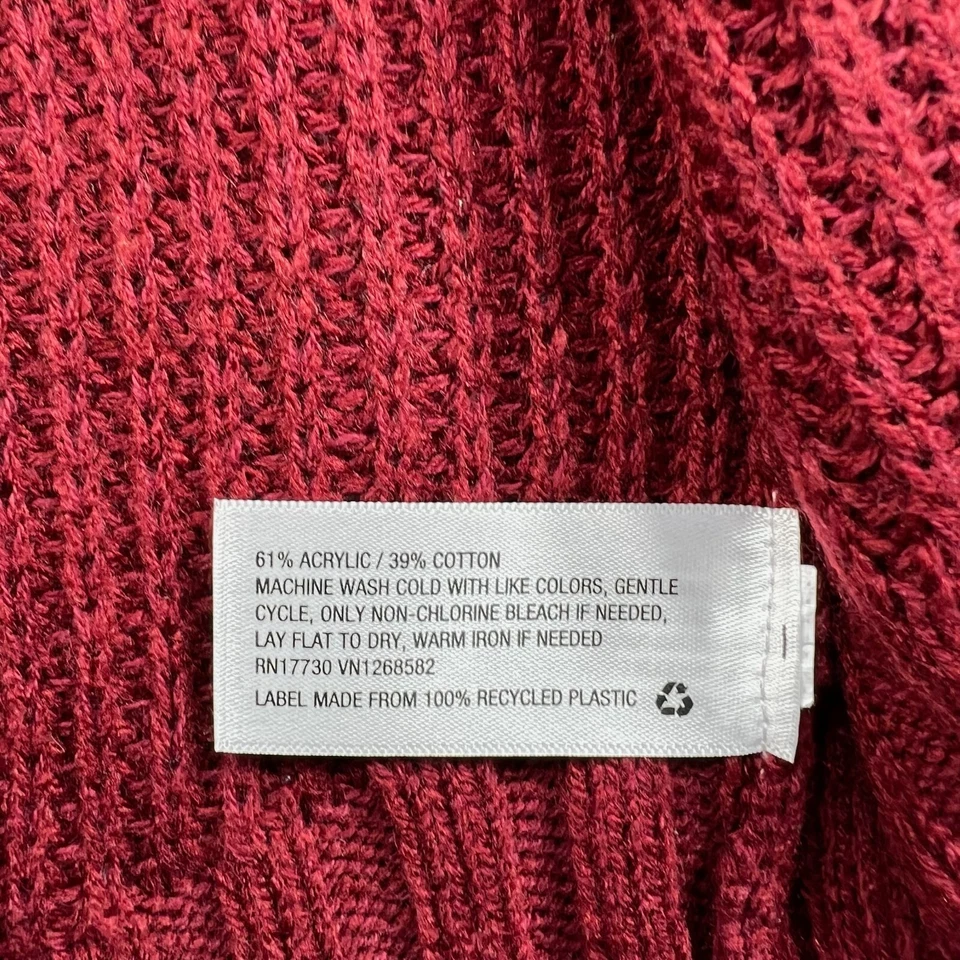 61% ACRYLIC / 39% COTTON
MACHINE WASH COLD WITH LIKE COLORS, GENTLE
CYCLE, ONLY NON-CHLORINE BLEACH IF NEEDED,
LAY FLAT TO DRY, WARM IRON IF NEEDED
RN17730 VN1268582
LABEL MADE FROM 100% RECYCLED PLASTIC